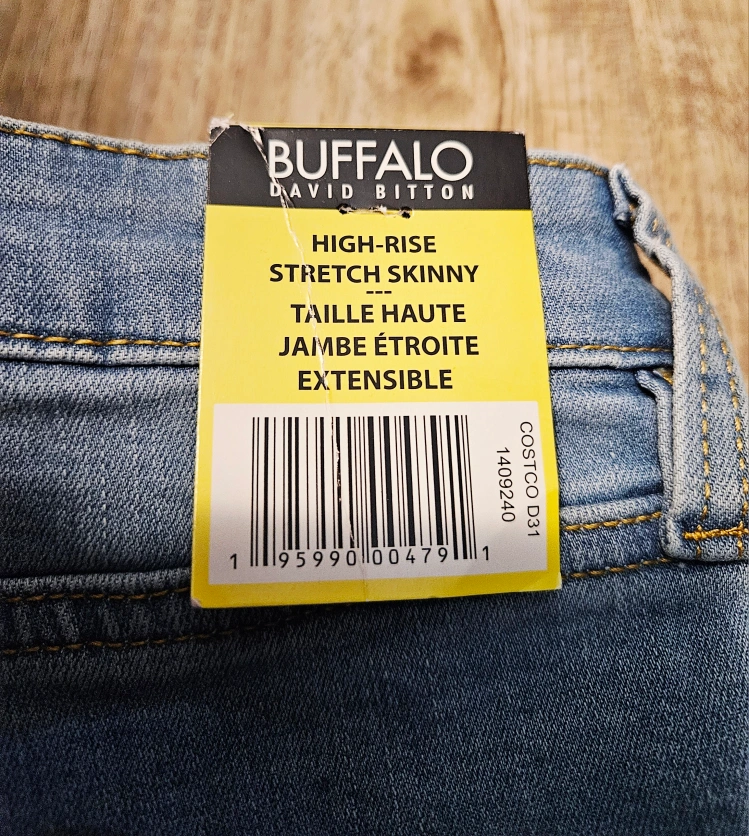 BUFFALO
DAVID BITTON
HIGH-RISE
STRETCH SKINNY
---
TAILLE HAUTE
JAMBE ÉTROITE
EXTENSIBLE
COSTCO D31
1409240
1 95990 00479 1